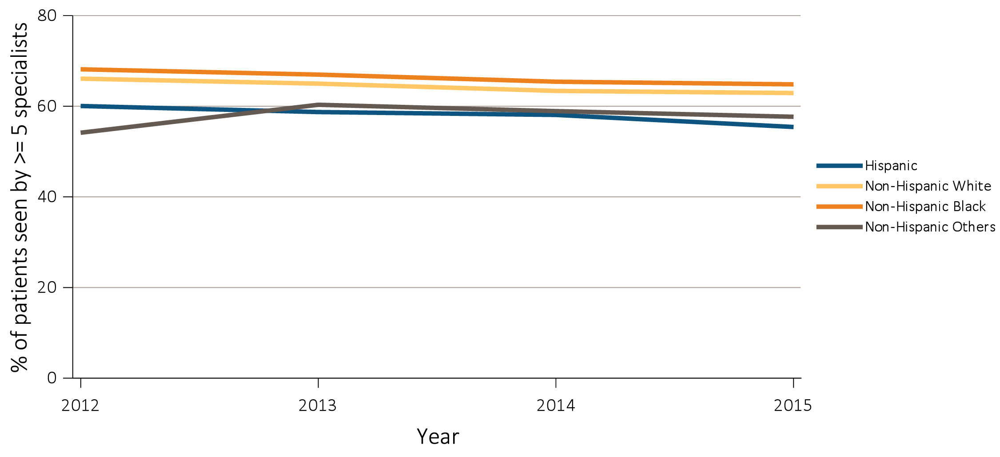 % of patients seen by >= 5 specialists
80
60
40
20
0
2012
2013
2014
2015
Year
Hispanic
Non-Hispanic White
Non-Hispanic Black
Non-Hispanic Others